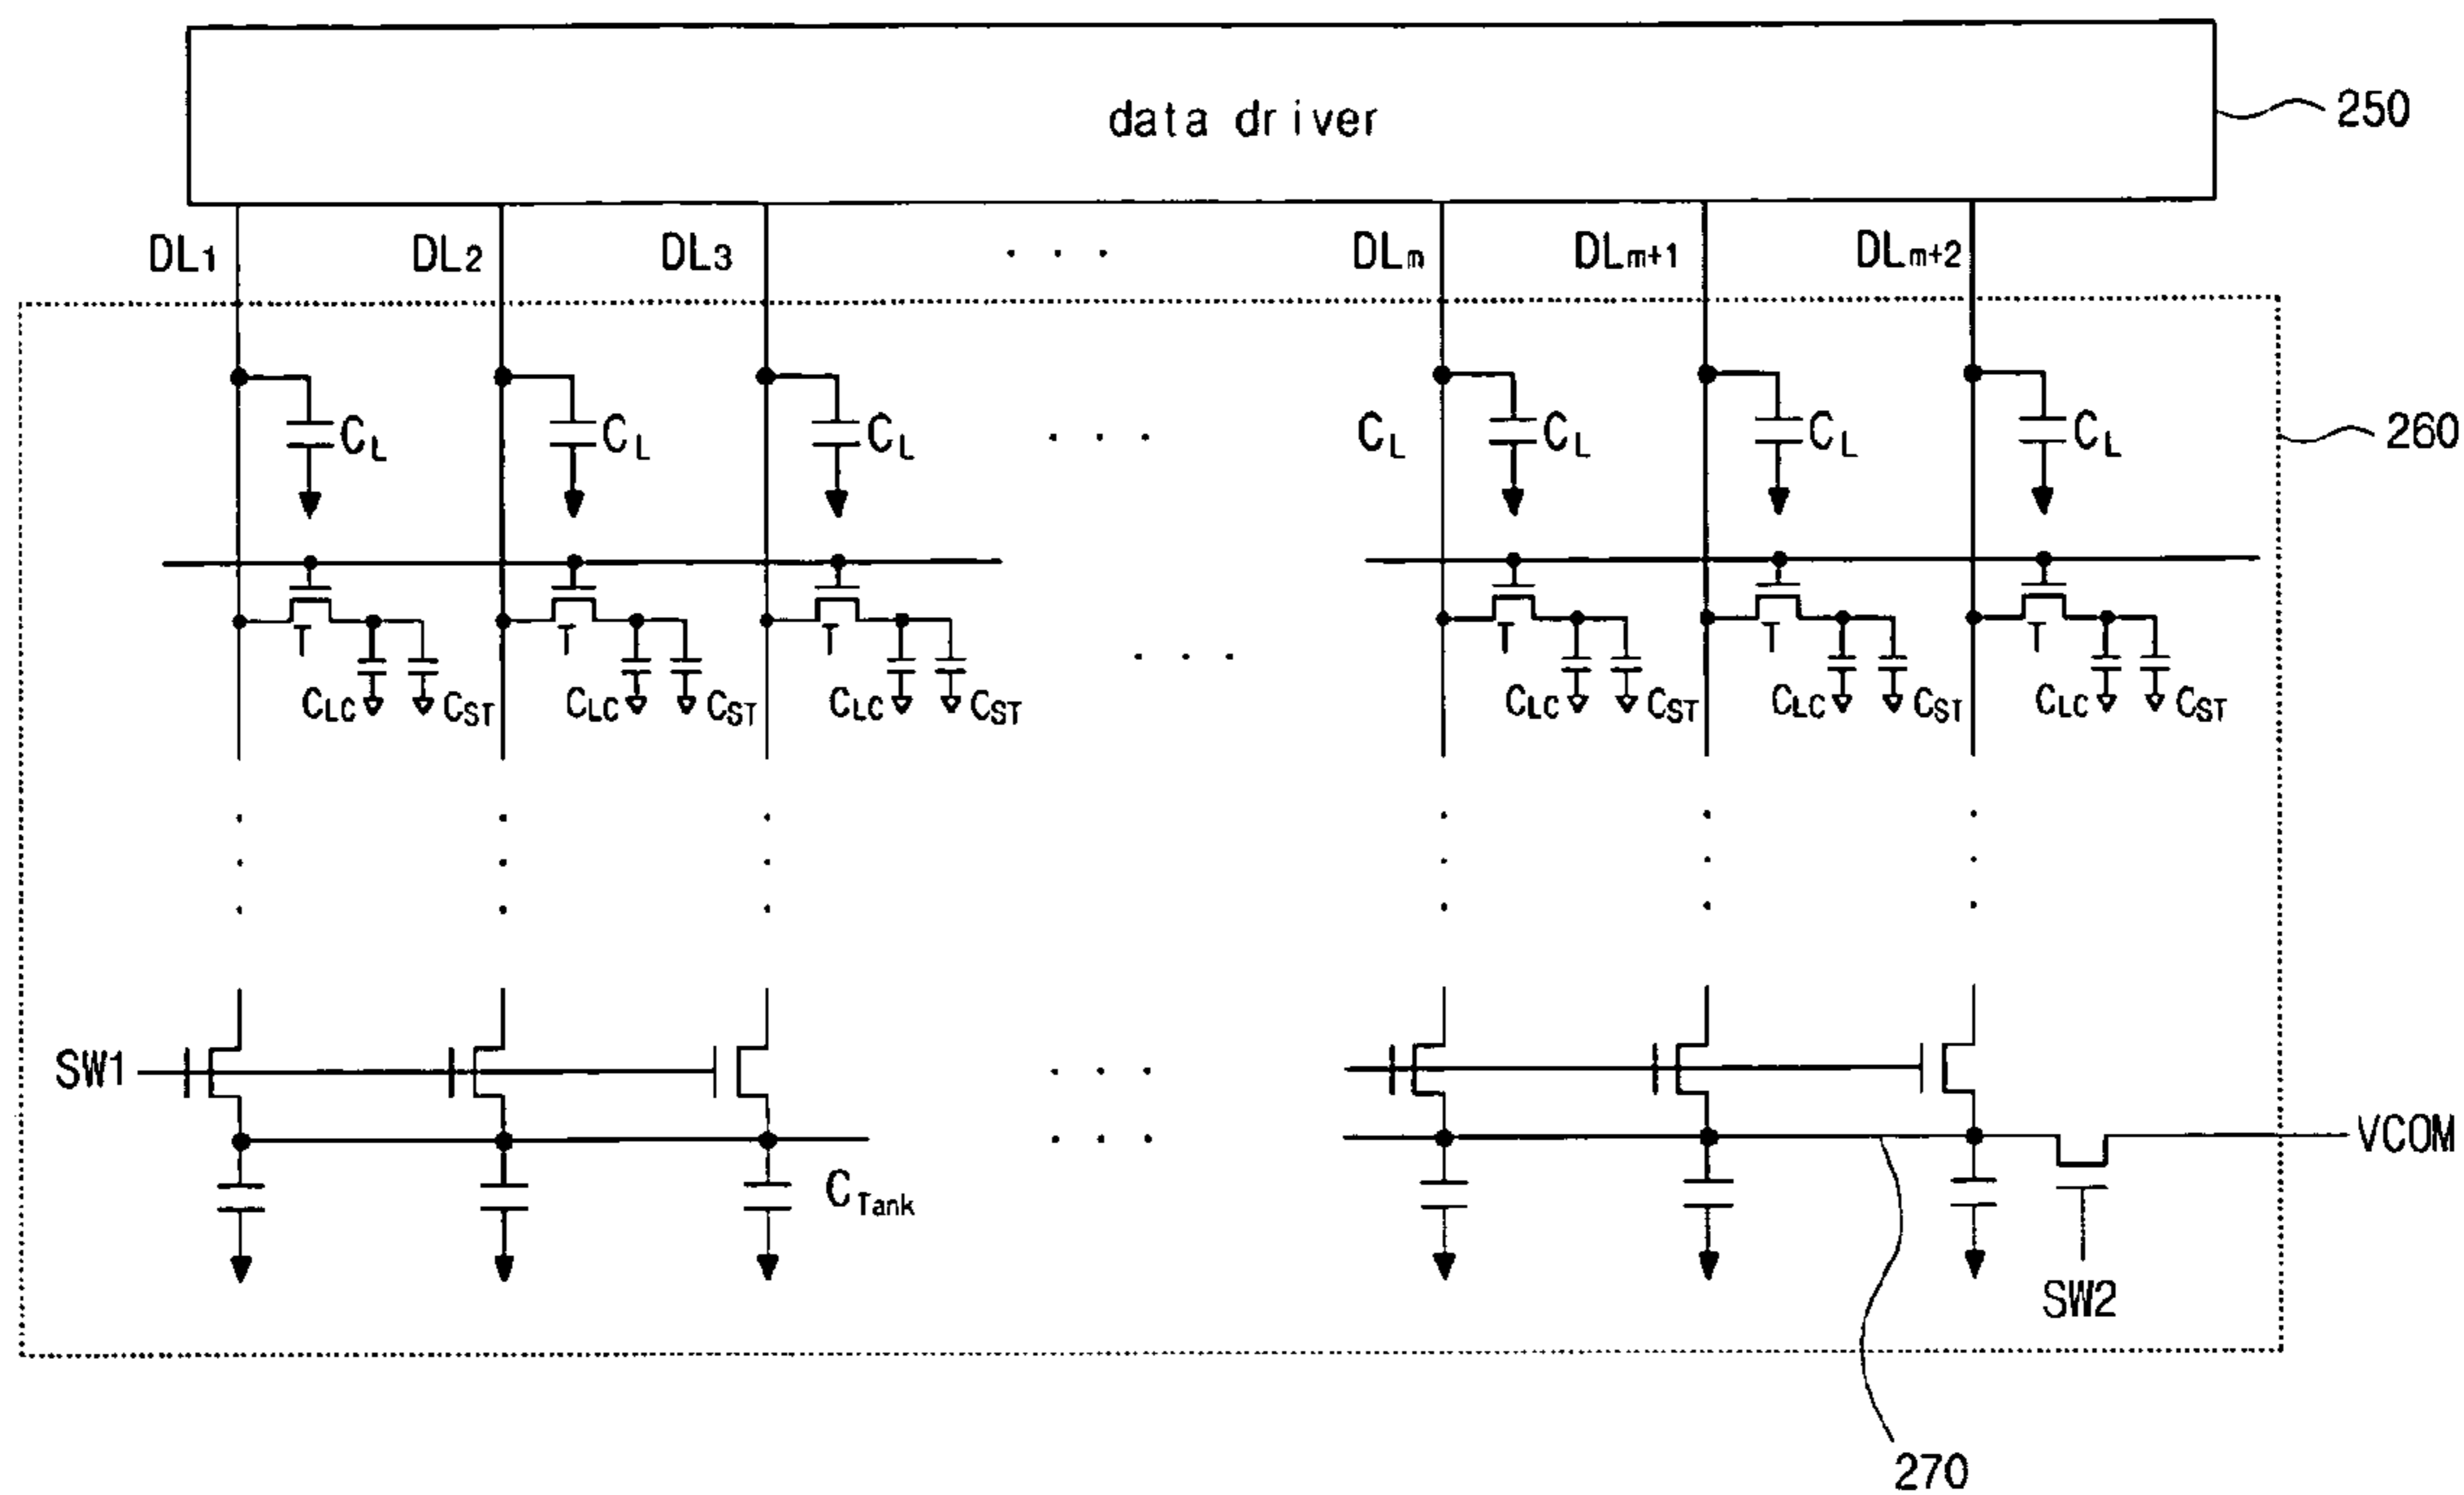 data driver
250
DL1 DL2 DL3 . . . DLm DLm+1 DLm+2
CL CL CL . . . CL CL CL CL
260
T T T T T T
CLC CST CLC CST CLC CST . . . CLC CST CLC CST CLC CST
SW1
VCOM
CTank
SW2
270